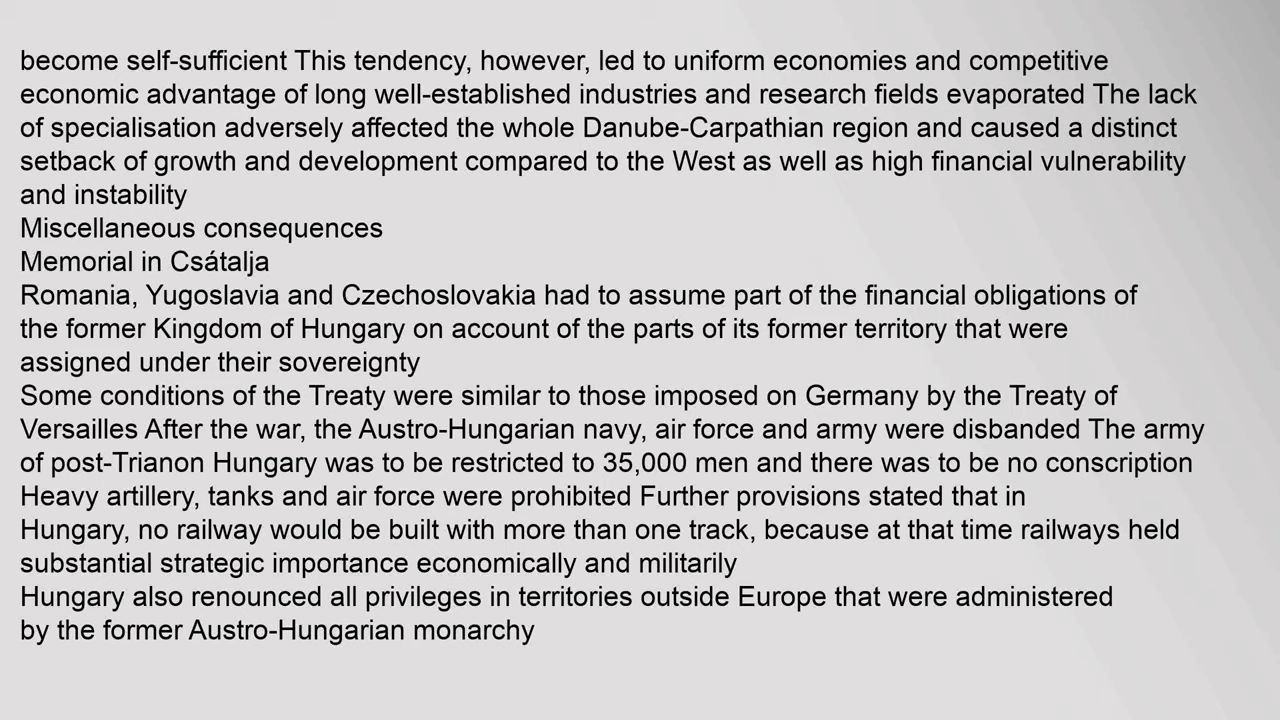 become self-sufficient This tendency, however, led to uniform economies and competitive
economic advantage of long well-established industries and research fields evaporated The lack
of specialisation adversely affected the whole Danube-Carpathian region and caused a distinct
setback of growth and development compared to the West as well as high financial vulnerability
and instability
Miscellaneous consequences
Memorial in Csátalja
Romania, Yugoslavia and Czechoslovakia had to assume part of the financial obligations of
the former Kingdom of Hungary on account of the parts of its former territory that were
assigned under their sovereignty
Some conditions of the Treaty were similar to those imposed on Germany by the Treaty of
Versailles After the war, the Austro-Hungarian navy, air force and army were disbanded The army
of post-Trianon Hungary was to be restricted to 35,000 men and there was to be no conscription
Heavy artillery, tanks and air force were prohibited Further provisions stated that in
Hungary, no railway would be built with more than one track, because at that time railways held
substantial strategic importance economically and militarily
Hungary also renounced all privileges in territories outside Europe that were administered
by the former Austro-Hungarian monarchy